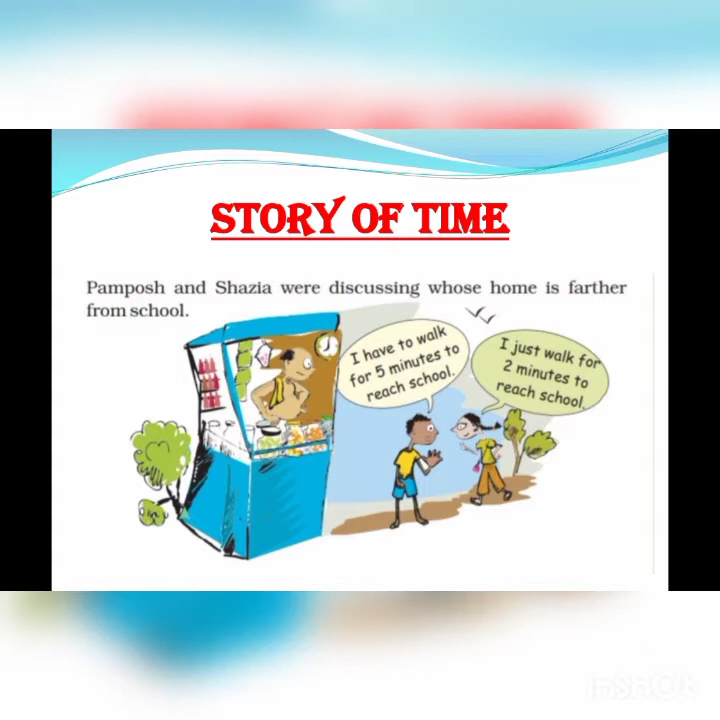 STORY OF TIME
Pamposh and Shazia were discussing whose home is farther
from school.
I have to walk
for 5 minutes to
reach school.
I just walk for
2 minutes to
reach school.